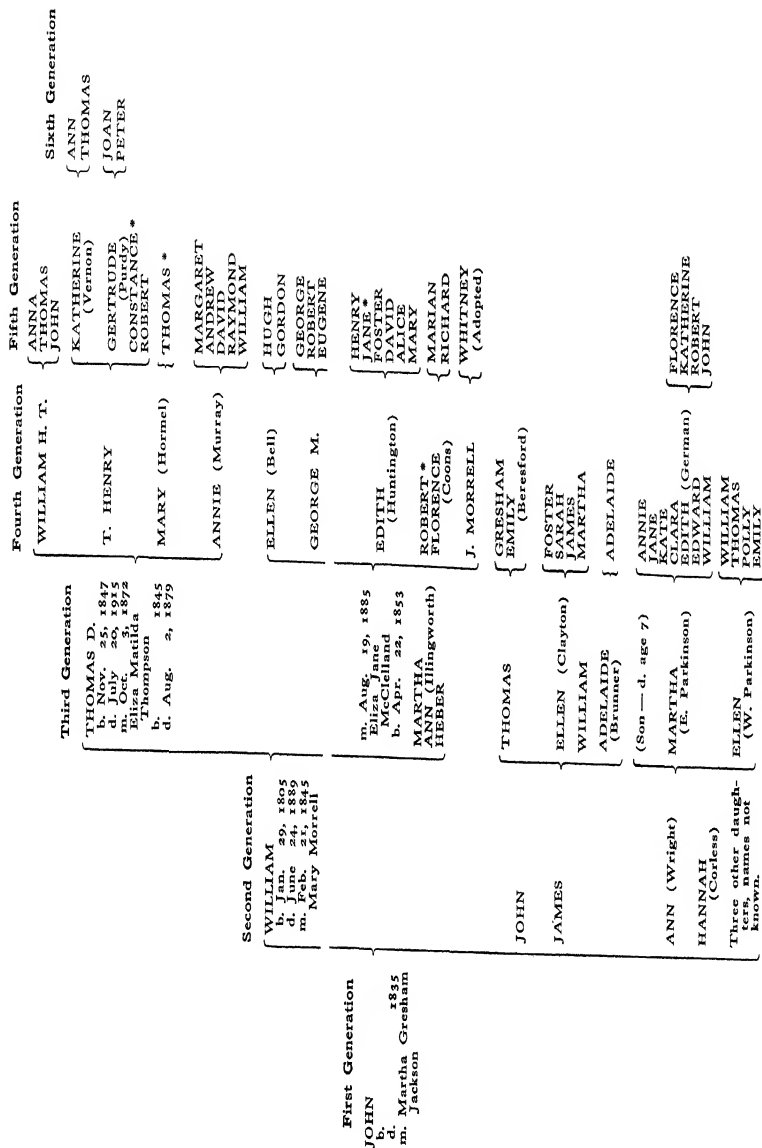 First Generation
JOHN
b.
d. 1835
m. Martha Gresham
Jackson
Second Generation
WILLIAM
b. Jan. 29, 1805
d. June 24, 1889
m. Feb. 21, 1845
Mary Morrell
JOHN
JAMES
ANN (Wright)
HANNAH
(Corless)
Three other daugh-
ters, names not
known.
Third Generation
THOMAS D.
b. Nov. 25, 1847
d. July 20, 1915
m. Oct. 3, 1872
Eliza Matilda
Thompson
b. 1845
d. Aug. 2, 1879
m. Aug. 19, 1885
Eliza Jane
McClelland
b. Apr. 22, 1853
MARTHA
ANN (Illingworth)
HEBER
THOMAS
ELLEN (Clayton)
WILLIAM
ADELAIDE
(Brunner)
(Son — d. age 7)
MARTHA
(E. Parkinson)
ELLEN
(W. Parkinson)
Fourth Generation
WILLIAM H. T.
T. HENRY
MARY (Hormel)
ANNIE (Murray)
ELLEN (Bell)
GEORGE M.
EDITH
(Huntington)
ROBERT *
FLORENCE
(Coons)
J. MORRELL
GRESHAM
EMILY
(Beresford)
FOSTER
SARAH
JAMES
MARTHA
ADELAIDE
ANNIE
JANE
KATE
CLARA
EDITH (German)
EDWARD
WILLIAM
WILLIAM
THOMAS
POLLY
EMILY
Fifth Generation
ANNA
THOMAS
JOHN
KATHERINE
(Vernon)
GERTRUDE
(Purdy)
CONSTANCE *
ROBERT
THOMAS *
MARGARET
ANDREW
DAVID
RAYMOND
WILLIAM
HUGH
GORDON
GEORGE
ROBERT
EUGENE
HENRY
JANE *
FOSTER
DAVID
ALICE
MARY
MARIAN
RICHARD
WHITNEY
(Adopted)
FLORENCE
KATHERINE
ROBERT
JOHN
Sixth Generation
ANN
THOMAS
JOAN
PETER